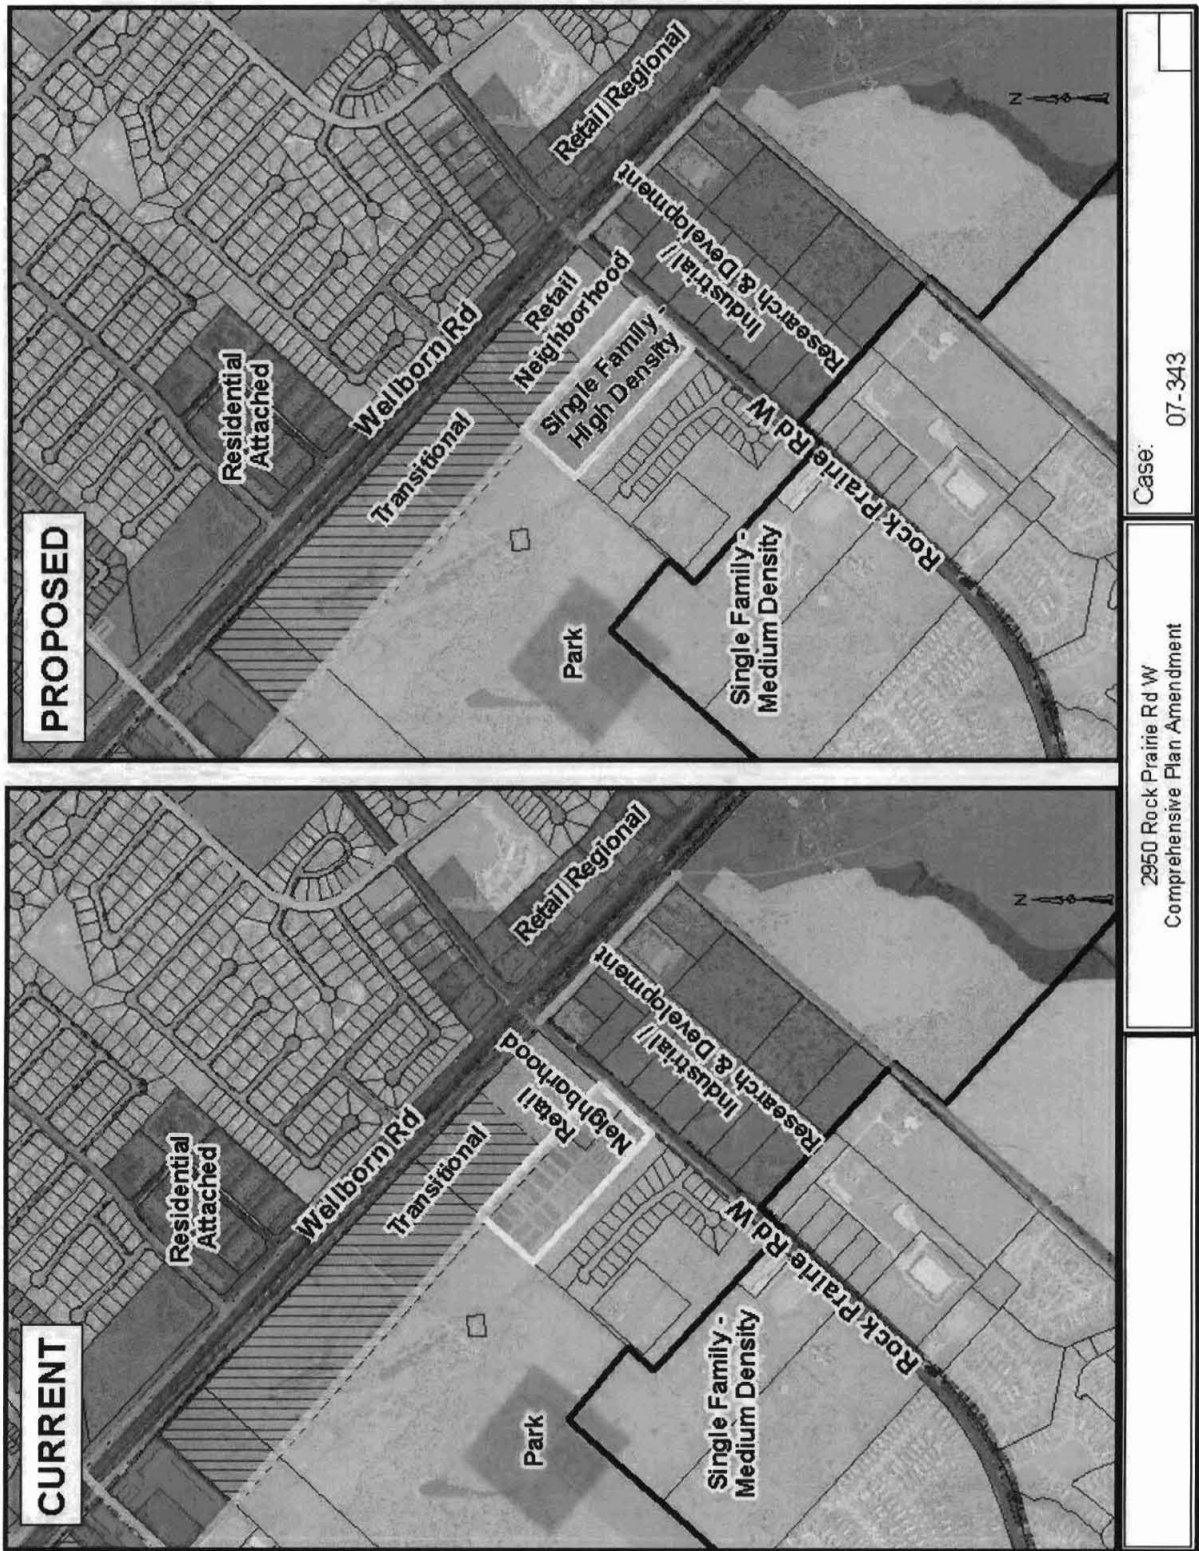 CURRENT
Residential
Attached
Wellborn Rd
Transitional
Retail
Neighborhood
Retail Regional
Industrial/
Research & Development
Park
Single Family -
Medium Density
Rock Prairie Rd W
N
PROPOSED
Residential
Attached
Wellborn Rd
Transitional
Retail
Neighborhood
Retail Regional
Single Family
High Density
Industrial/
Research & Development
Park
Single Family -
Medium Density
Rock Prairie Rd W
N
2950 Rock Prairie Rd W
Comprehensive Plan Amendment
Case:
07-343